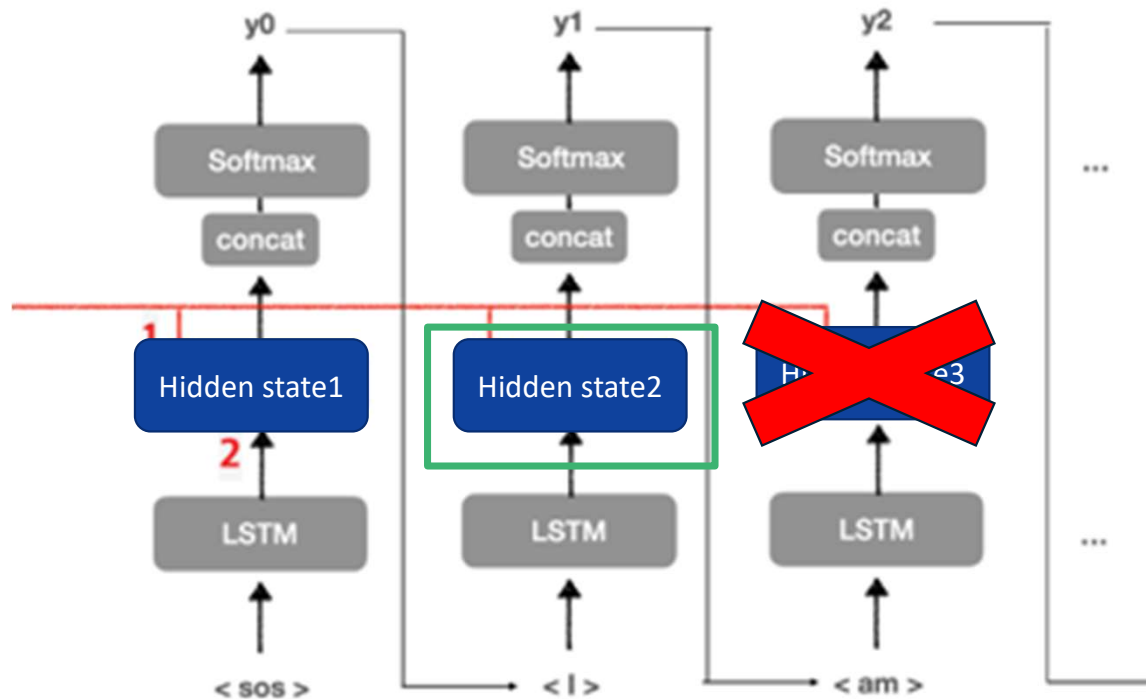 y0 y1 y2
Softmax Softmax Softmax ...
concat concat concat
1
Hidden state1 Hidden state2
2
LSTM LSTM LSTM ...
< sos > < I > < am >